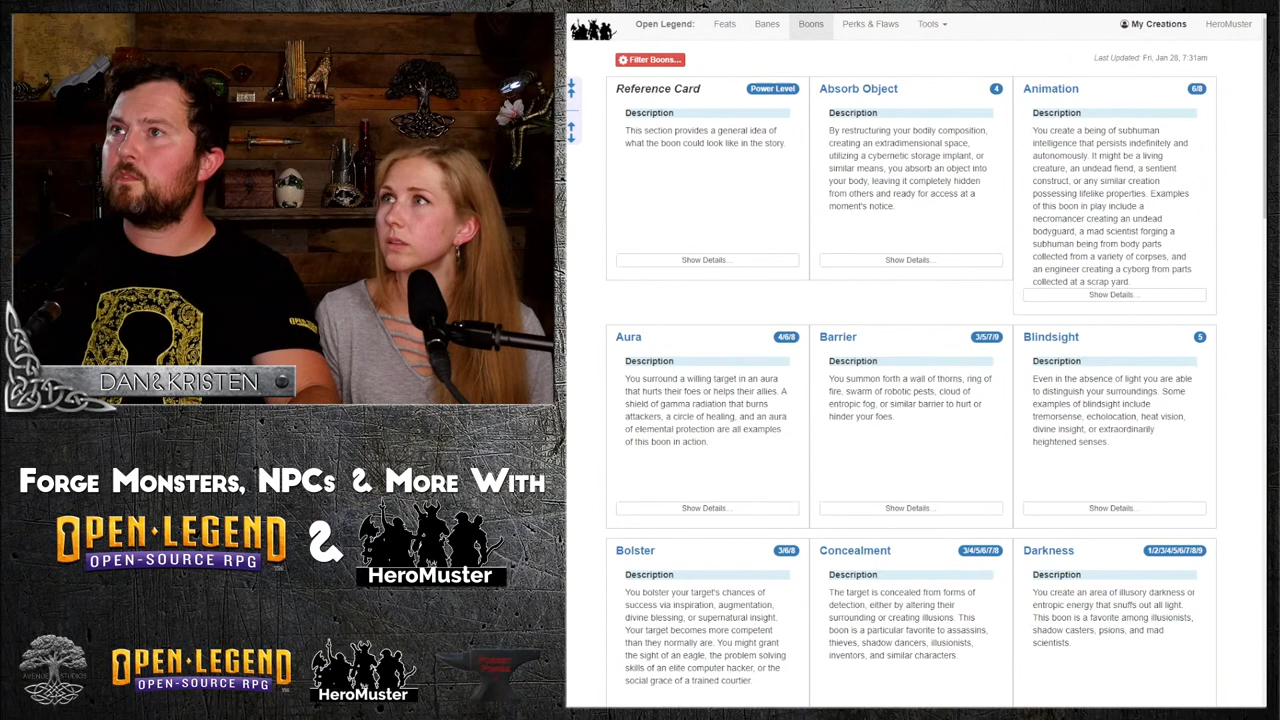 DAN & KRISTEN
FORGE MONSTERS, NPCS & MORE WITH
OPEN LEGEND
OPEN-SOURCE RPG
&
HeroMuster
AVENUE STUDIOS
OPEN LEGEND
OPEN-SOURCE RPG
HeroMuster
Open Legend: Feats Banes Boons Perks & Flaws Tools My Creations HeroMuster
Filter Boons...
Last Updated: Fri, Jan 28, 7:31am
Reference Card Power Level
Description
This section provides a general idea of
what the boon could look like in the story.
Show Details...
Absorb Object 4
Description
By restructuring your bodily composition,
creating an extradimensional space,
utilizing a cybernetic storage implant, or
similar means, you absorb an object into
your body, leaving it completely hidden
from others and ready for access at a
moment's notice.
Show Details...
Animation 6/8
Description
You create a being of subhuman
intelligence that persists indefinitely and
autonomously. It might be a living
creature, an undead fiend, a sentient
construct, or any similar creation
possessing lifelike properties. Examples
of this boon in play include a
necromancer creating an undead
bodyguard, a mad scientist forging a
subhuman being from body parts
collected from a variety of corpses, and
an engineer creating a cyborg from parts
collected at a scrap yard.
Show Details...
Aura 4/6/8
Description
You surround a willing target in an aura
that hurts their foes or helps their allies. A
shield of gamma radiation that burns
attackers, a circle of healing, and an aura
of elemental protection are all examples
of this boon in action.
Show Details...
Barrier 3/5/7/9
Description
You summon forth a wall of thorns, ring of
fire, swarm of robotic pests, cloud of
entropic fog, or similar barrier to hurt or
hinder your foes.
Show Details...
Blindsight 5
Description
Even in the absence of light you are able
to distinguish your surroundings. Some
examples of blindsight include
tremorsense, echolocation, heat vision,
divine insight, or extraordinarily
heightened senses.
Show Details...
Bolster 3/6/8
Description
You bolster your target's chances of
success via inspiration, augmentation,
divine blessing, or supernatural insight.
Your target becomes more competent
than they normally are. You might grant
the sight of an eagle, the problem solving
skills of an elite computer hacker, or the
social grace of a trained courtier.
Concealment 3/4/5/6/7/8
Description
The target is concealed from forms of
detection, either by altering their
surrounding or creating illusions. This
boon is a particular favorite to assassins,
thieves, shadow dancers, illusionists,
inventors, and similar characters.
Darkness 1/2/3/4/5/6/7/8/9
Description
You create an area of illusory darkness or
entropic energy that snuffs out all light.
This boon is a favorite among illusionists,
shadow casters, psions, and mad
scientists.